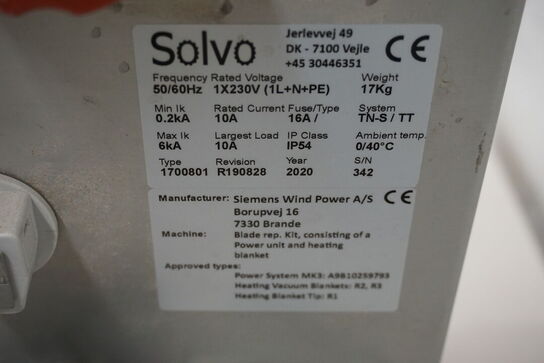 Solvo
Jerlevvej 49
DK - 7100 Vejle
+45 30446351
CE
Frequency Rated Voltage Weight
50/60Hz 1X230V (1L+N+PE) 17Kg
Min Ik Rated Current Fuse/Type System
0.2kA 10A 16A / TN-S / TT
Max Ik Largest Load IP Class Ambient temp.
6kA 10A IP54 0/40°C
Type Revision Year S/N
1700801 R190828 2020 342
Manufacturer: Siemens Wind Power A/S CE
Borupvej 16
7330 Brande
Machine: Blade rep. Kit, consisting of a
Power unit and heating
blanket
Approved types:
Power System MK3: A9B10259793
Heating Vacuum Blankets: R2, R3
Heating Blanket Tip: R1